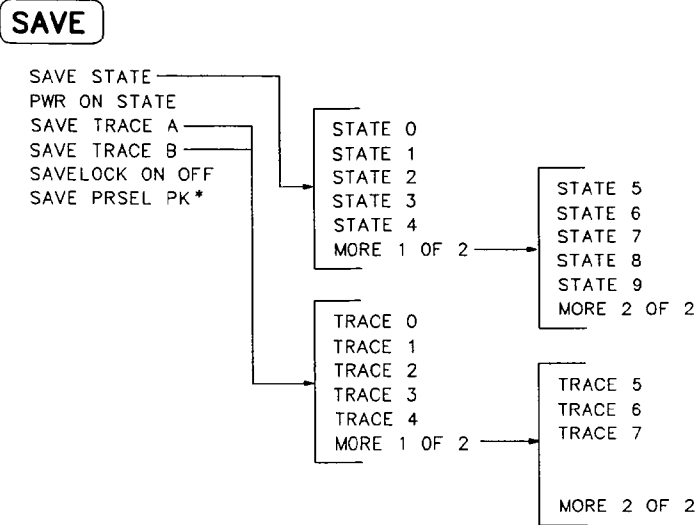 SAVE
SAVE STATE
PWR ON STATE
SAVE TRACE A
SAVE TRACE B
SAVELOCK ON OFF
SAVE PRSEL PK*
STATE 0
STATE 1
STATE 2
STATE 3
STATE 4
MORE 1 OF 2
STATE 5
STATE 6
STATE 7
STATE 8
STATE 9
MORE 2 OF 2
TRACE 0
TRACE 1
TRACE 2
TRACE 3
TRACE 4
MORE 1 OF 2
TRACE 5
TRACE 6
TRACE 7
MORE 2 OF 2